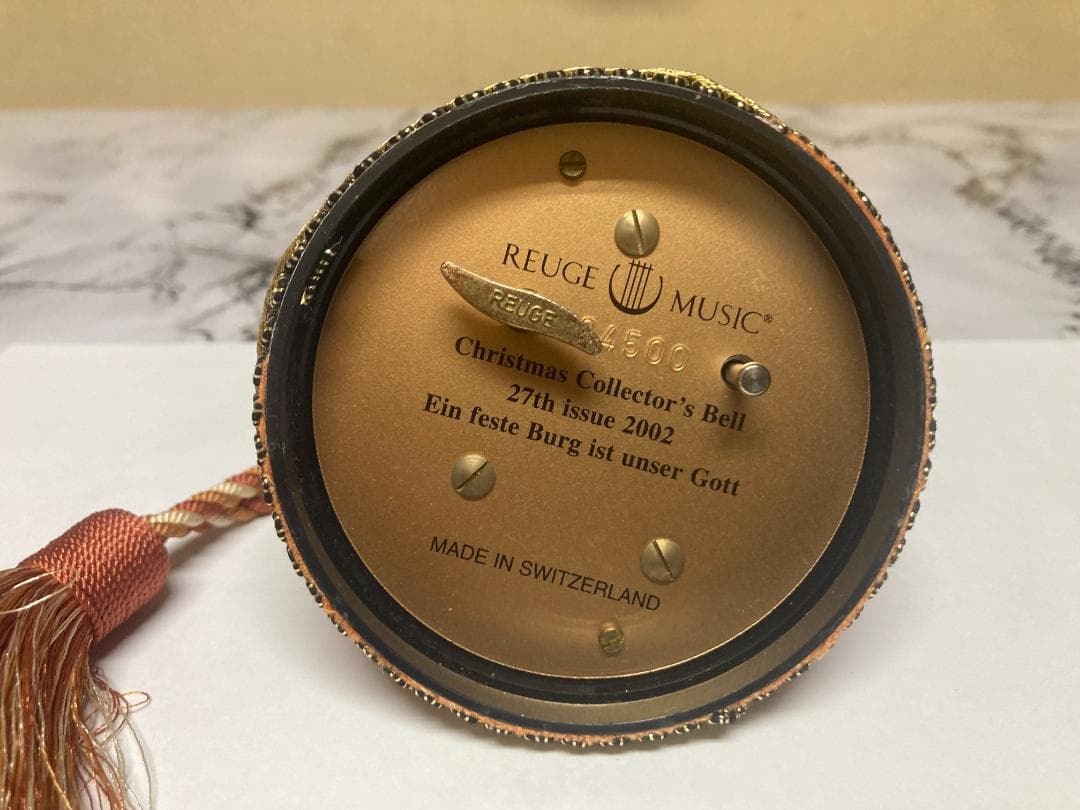 REUGE MUSIC®
REUGE
4500
Christmas Collector's Bell
27th issue 2002
Ein feste Burg ist unser Gott
MADE IN SWITZERLAND